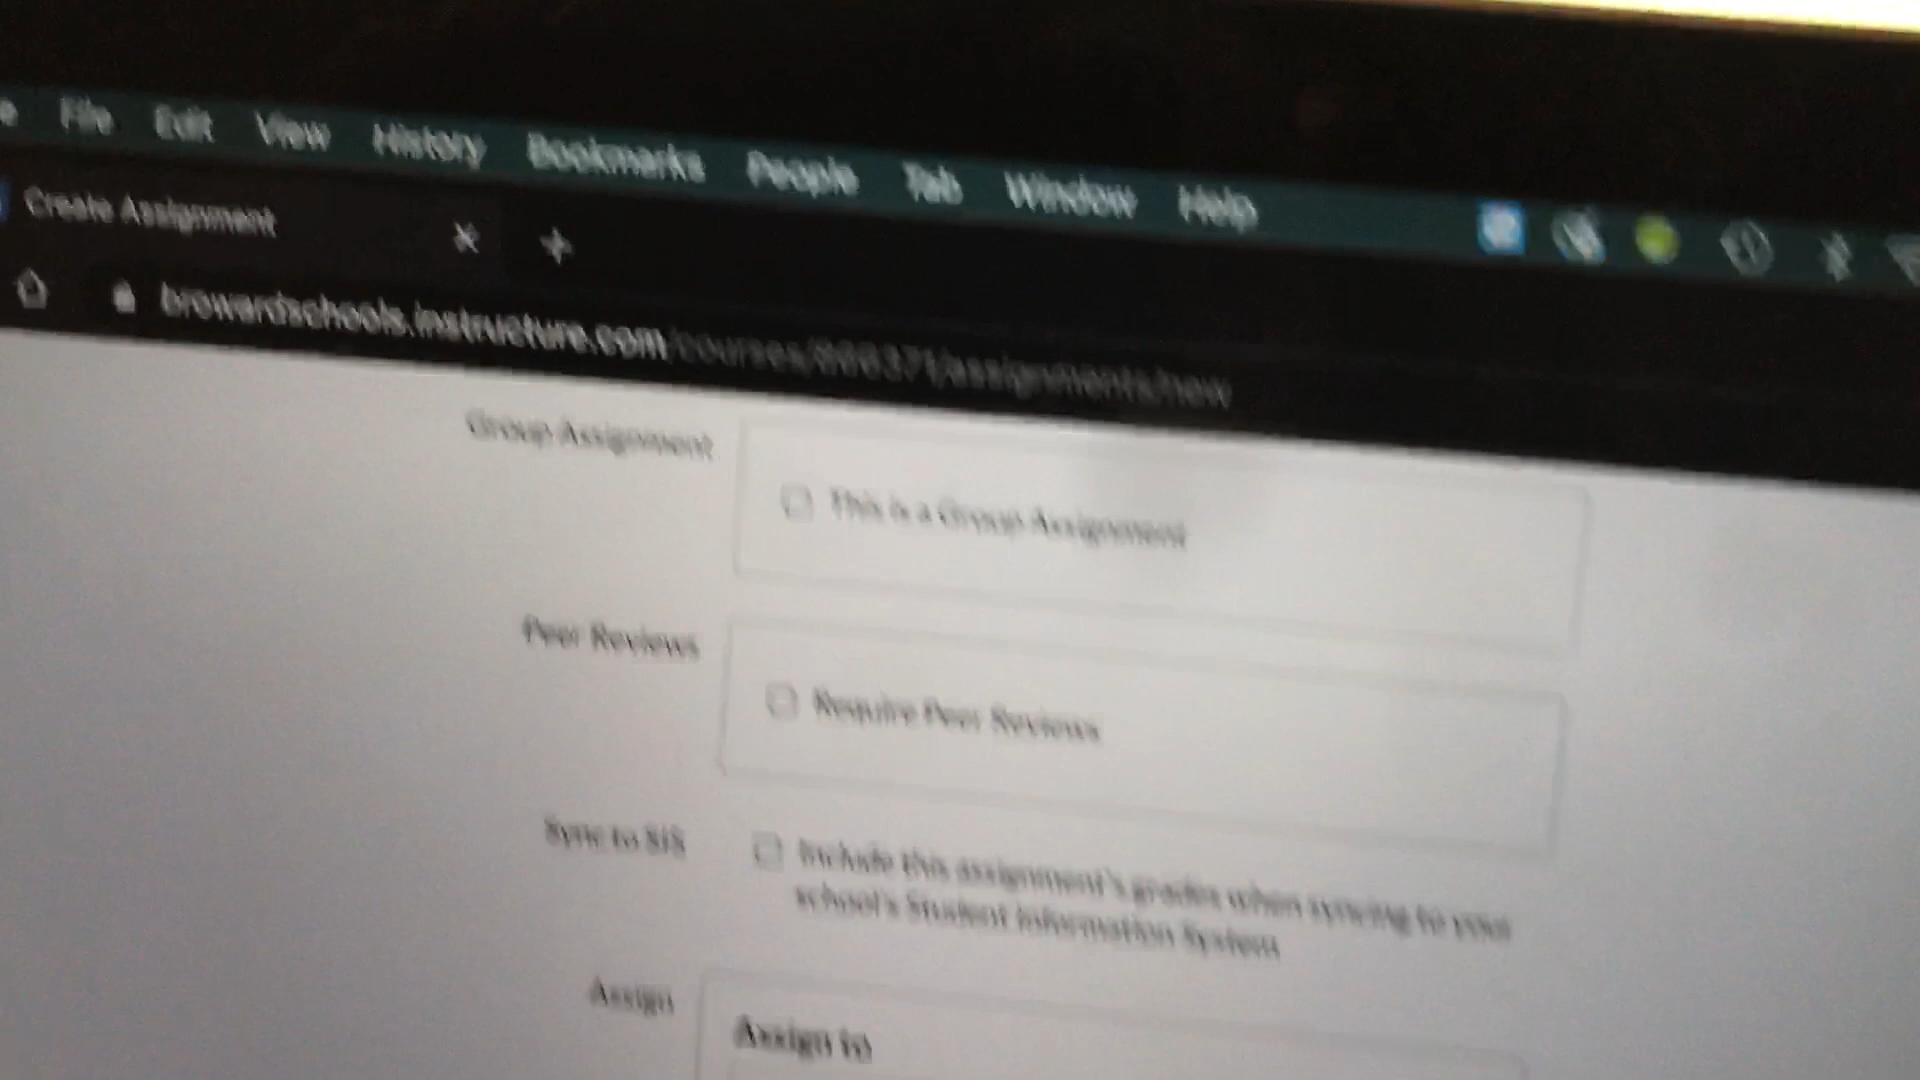 File Edit View History Bookmarks People Tab Window Help
Create Assignment
browardschools.instructure.com/courses/
Group Assignment
This is a Group Assignment
Peer Reviews
Require Peer Reviews
Sync to SIS
Include this assignment's grades when syncing to your
school's Student Information System
Assign
Assign to